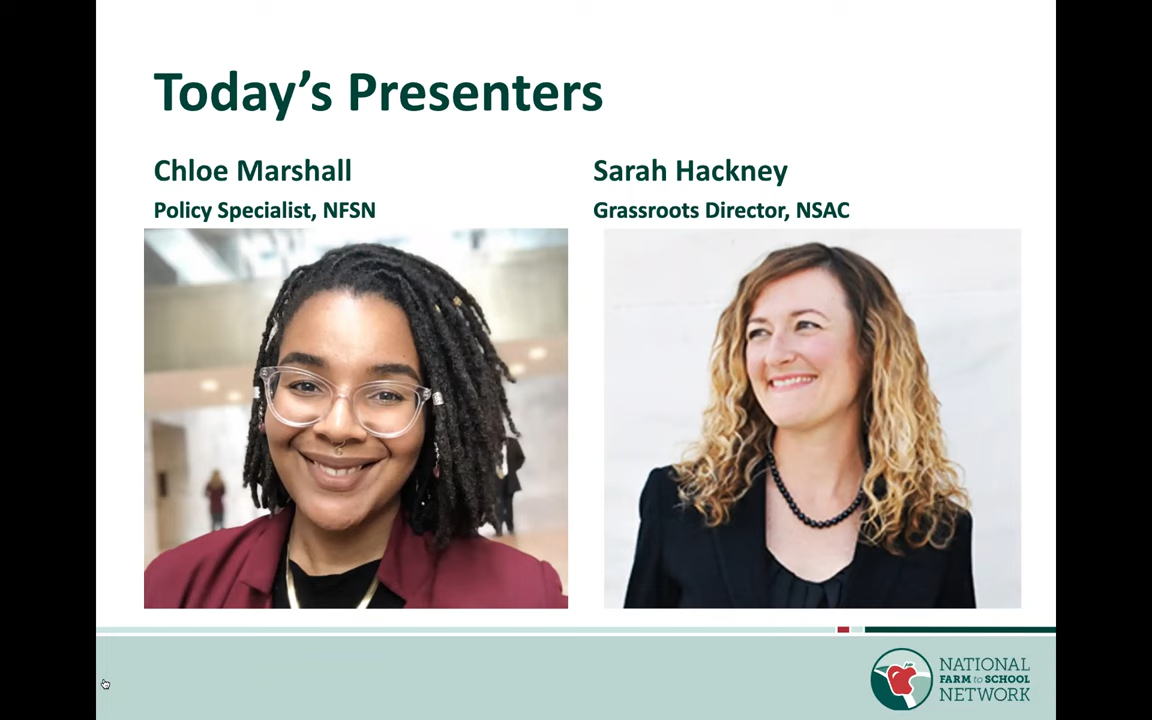 Today's Presenters
Chloe Marshall
Policy Specialist, NFSN
Sarah Hackney
Grassroots Director, NSAC
NATIONAL
FARM to SCHOOL
NETWORK